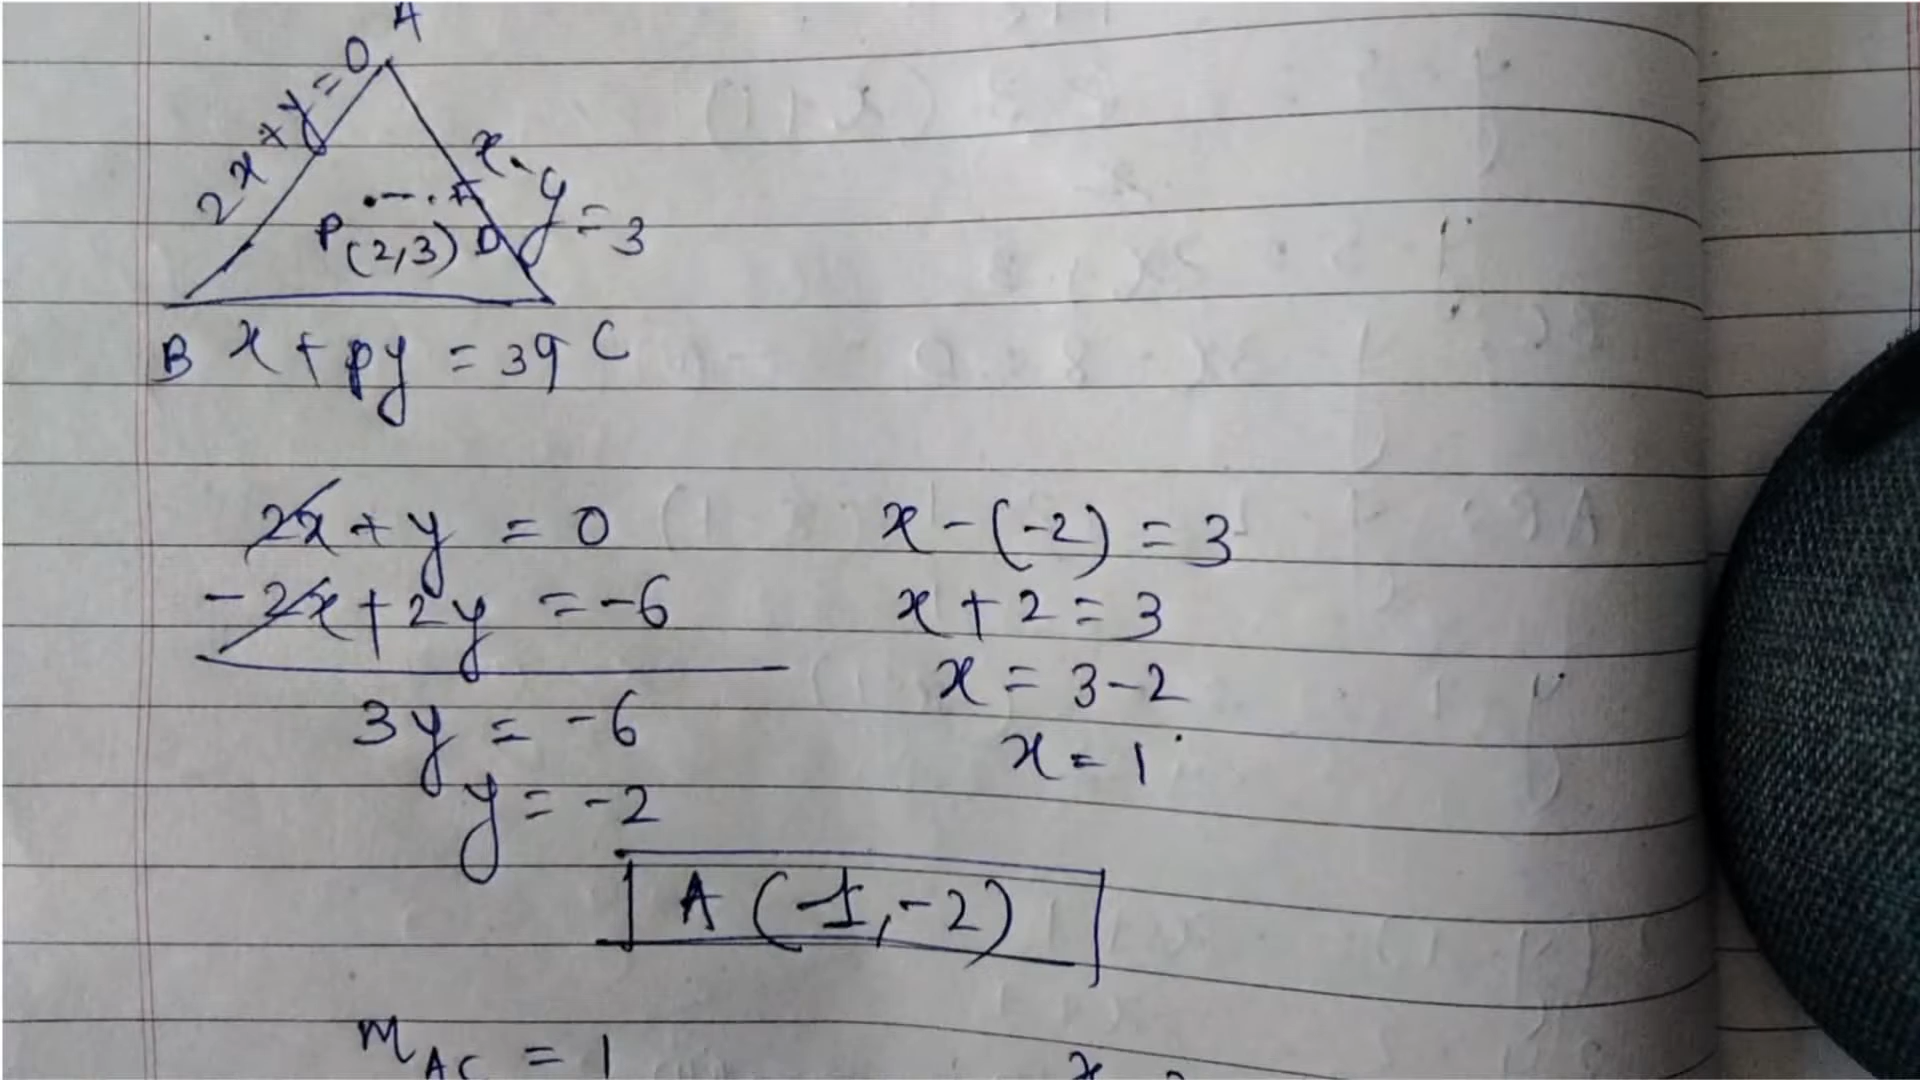 A
2x + y = 0
x - y = 3
P (2,3) D
B x + py = 39 C
2x + y = 0
-2x + 2y = -6
3y = -6
y = -2
x - (-2) = 3
x + 2 = 3
x = 3-2
x = 1
A (-1, -2)
m AC = 1